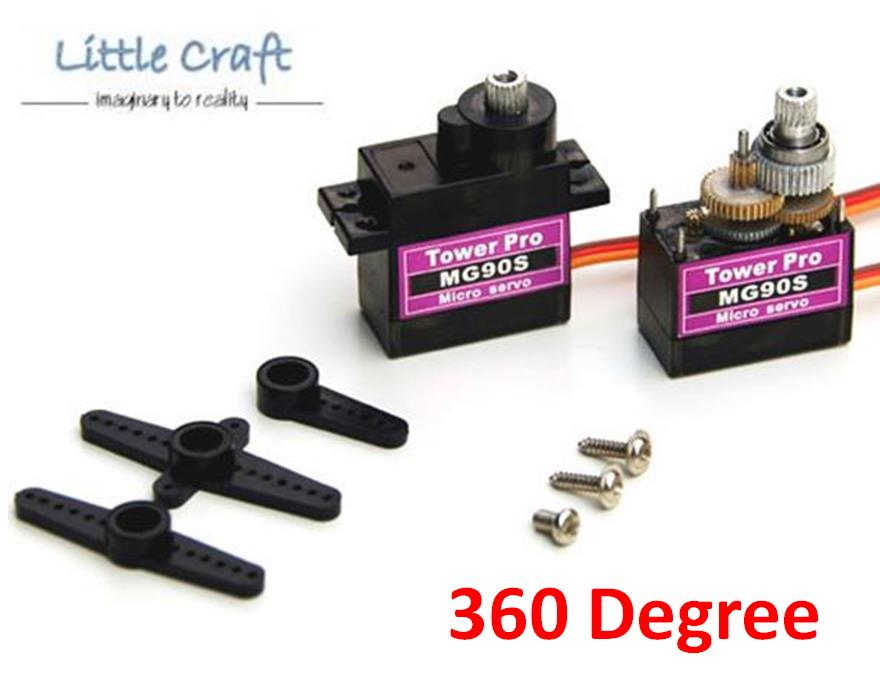 Little Craft
imaginary to reality
Tower Pro
MG90S
Micro servo
Tower Pro
MG90S
Micro servo
360 Degree